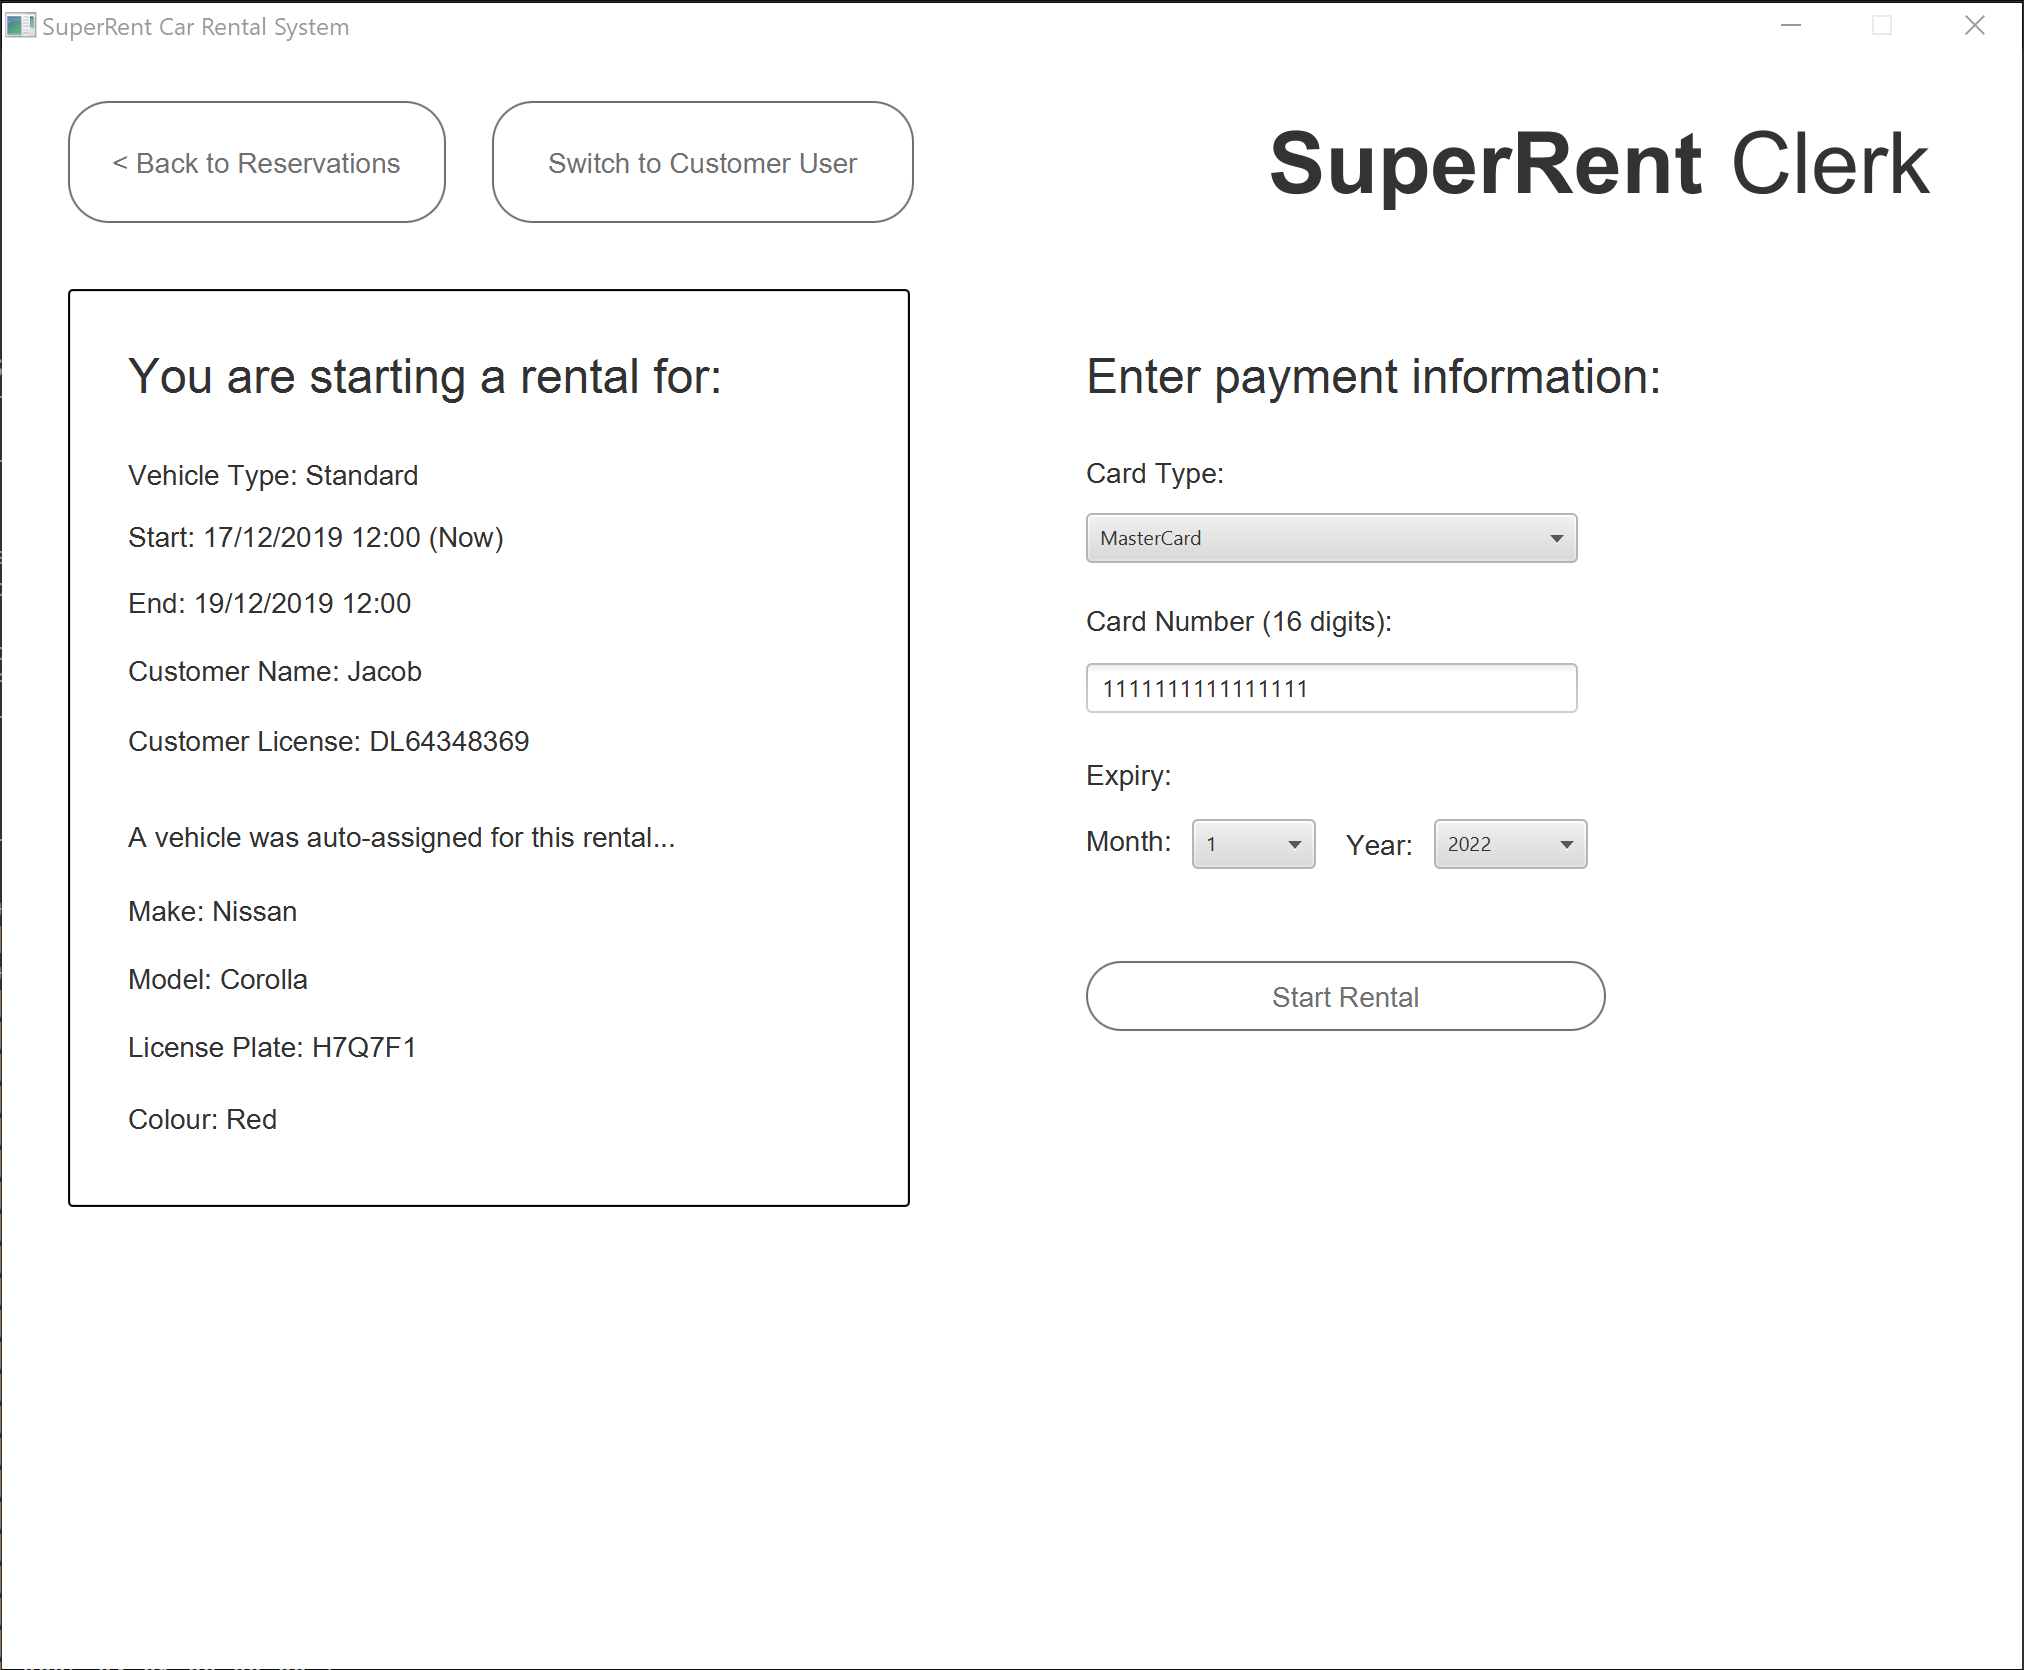 SuperRent Car Rental System
< Back to Reservations
Switch to Customer User
SuperRent Clerk
You are starting a rental for:
Vehicle Type: Standard
Start: 17/12/2019 12:00 (Now)
End: 19/12/2019 12:00
Customer Name: Jacob
Customer License: DL64348369
A vehicle was auto-assigned for this rental...
Make: Nissan
Model: Corolla
License Plate: H7Q7F1
Colour: Red
Enter payment information:
Card Type:
MasterCard
Card Number (16 digits):
1111111111111111
Expiry:
Month: 1 Year: 2022
Start Rental